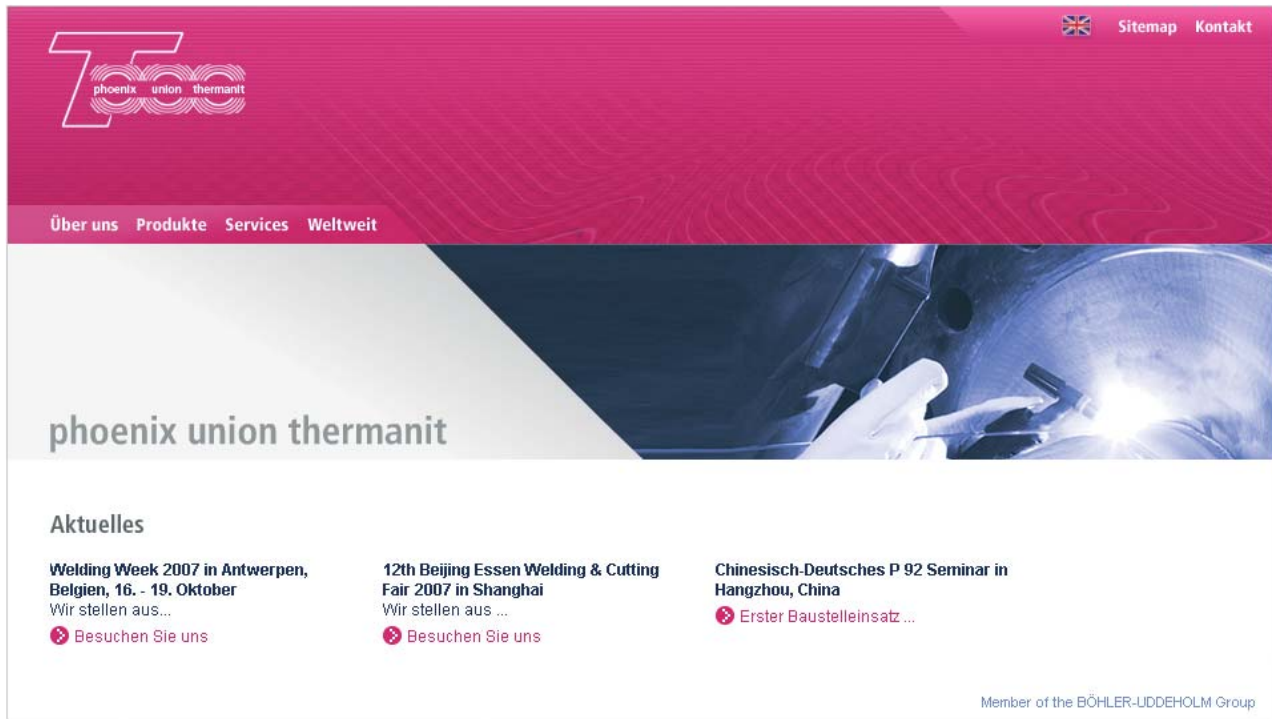 Sitemap Kontakt
phoenix union thermanit
Über uns Produkte Services Weltweit
phoenix union thermanit
Aktuelles
Welding Week 2007 in Antwerpen,
Belgien, 16. - 19. Oktober
Wir stellen aus...
Besuchen Sie uns
12th Beijing Essen Welding & Cutting
Fair 2007 in Shanghai
Wir stellen aus ...
Besuchen Sie uns
Chinesisch-Deutsches P 92 Seminar in
Hangzhou, China
Erster Baustelleinsatz ...
Member of the BÖHLER-UDDEHOLM Group